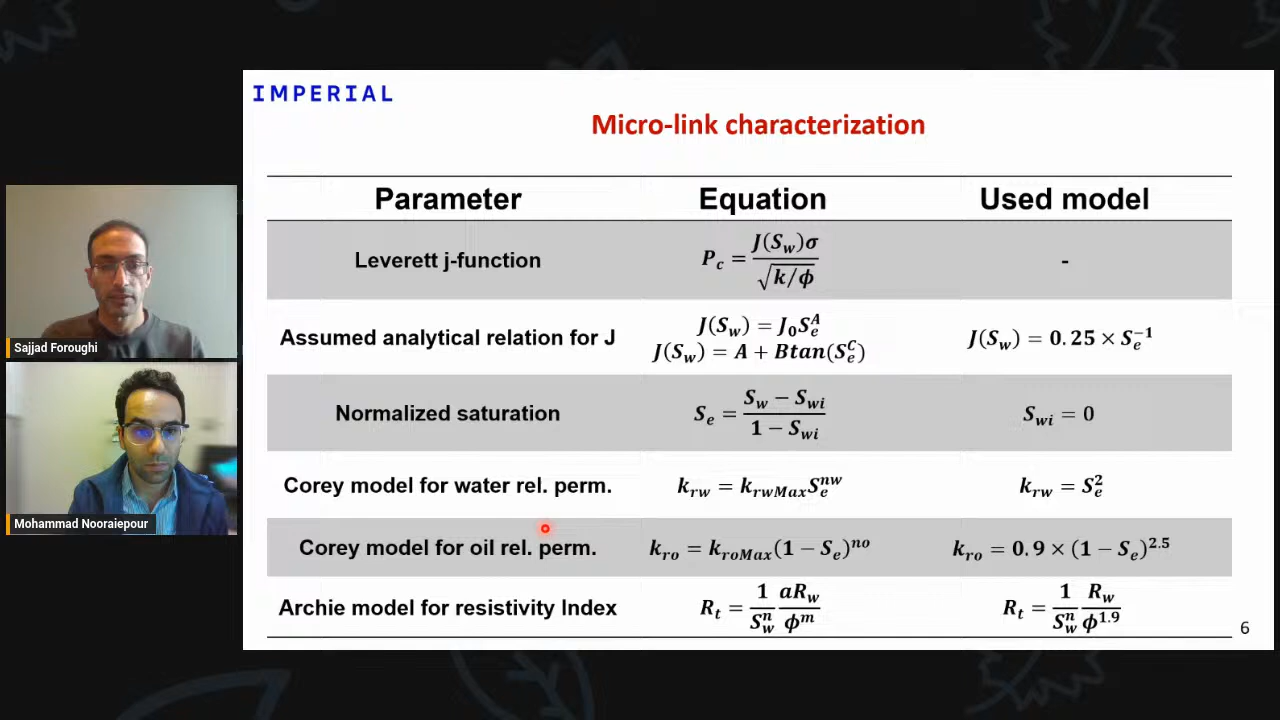 IMPERIAL
Micro-link characterization
Parameter Equation Used model
Leverett j-function P_c = J(S_w)σ / √(k/ϕ) -
Assumed analytical relation for J J(S_w) = J_0 S_e^A J(S_w) = 0.25 × S_e^{-1}
J(S_w) = A + Btan(S_e^C)
Normalized saturation S_e = (S_w − S_wi) / (1 − S_wi) S_wi = 0
Corey model for water rel. perm. k_rw = k_rwMax S_e^{nw} k_rw = S_e^2
Corey model for oil rel. perm. k_ro = k_roMax (1 − S_e)^{no} k_ro = 0.9 × (1 − S_e)^{2.5}
Archie model for resistivity Index R_t = (1 / S_w^n) (aR_w / ϕ^m) R_t = (1 / S_w^n) (R_w / ϕ^{1.9})
6
Sajjad Foroughi
Mohammad Nooraiepour